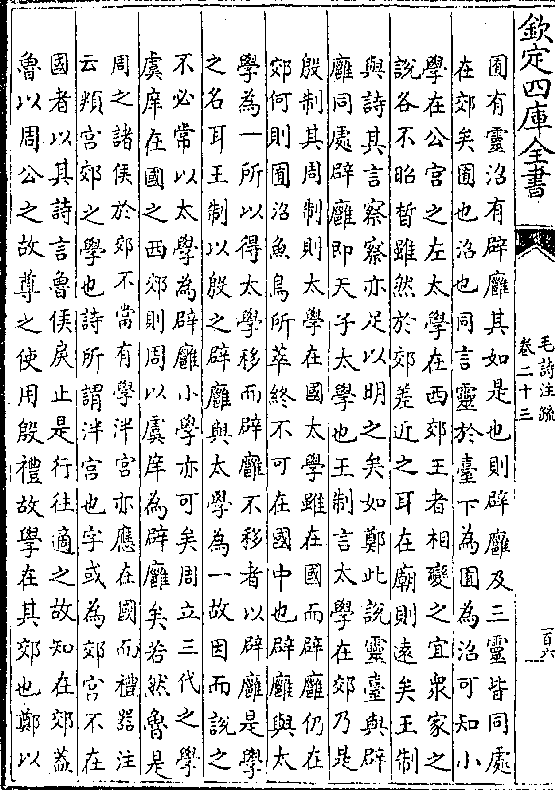 欽定四庫全書
毛詩注疏
卷二十三
百六
囿有靈沼有辟廱其如是也則辟廱及三靈皆同處
在郊矣囿也沼也同言靈於臺下為囿為沼可知小
學在公宫之左太學在西郊王者相變之宜衆家之
說各不昭晢雖然於郊差近之耳在廟則遠矣王制
與詩其言察察亦足以明之矣如鄭此說靈臺與辟
廱同處辟廱即天子太學也王制言太學在郊乃是
殷制其周制則太學在國太學雖在國而辟廱仍在
郊何則囿沼魚鳥所萃終不可在國中也辟廱與太
學為一所以得太學移而辟廱不移者以辟廱是學
之名耳王制以殷之辟廱與太學為一故因而說之
不必常以太學為辟廱小學亦可矣周立三代之學
虞庠在國之西郊則周以虞庠為辟廱矣若然魯是
周之諸侯於郊不當有學泮宫亦應在國而禮器注
云頖宫郊之學也詩所謂泮宫也字或為郊宫不在
國者以其詩言魯侯戾止是行往適之故知在郊葢
魯以周公之故尊之使用殷禮故學在其郊也鄭以